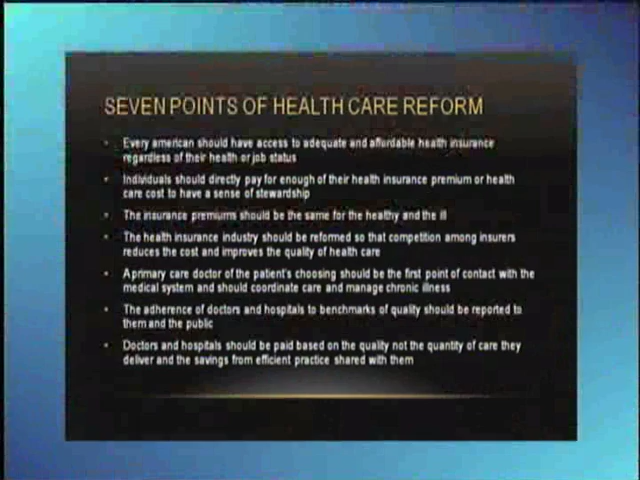 SEVEN POINTS OF HEALTH CARE REFORM
• Every american should have access to adequate and affordable health insurance
regardless of their health or job status
• Individuals should directly pay for enough of their health insurance premium or health
care cost to have a sense of stewardship
• The insurance premiums should be the same for the healthy and the ill
• The health insurance industry should be reformed so that competition among insurers
reduces the cost and improves the quality of health care
• A primary care doctor of the patient's choosing should be the first point of contact with the
medical system and should coordinate care and manage chronic illness
• The adherence of doctors and hospitals to benchmarks of quality should be reported to
them and the public
• Doctors and hospitals should be paid based on the quality not the quantity of care they
deliver and the savings from efficient practice shared with them